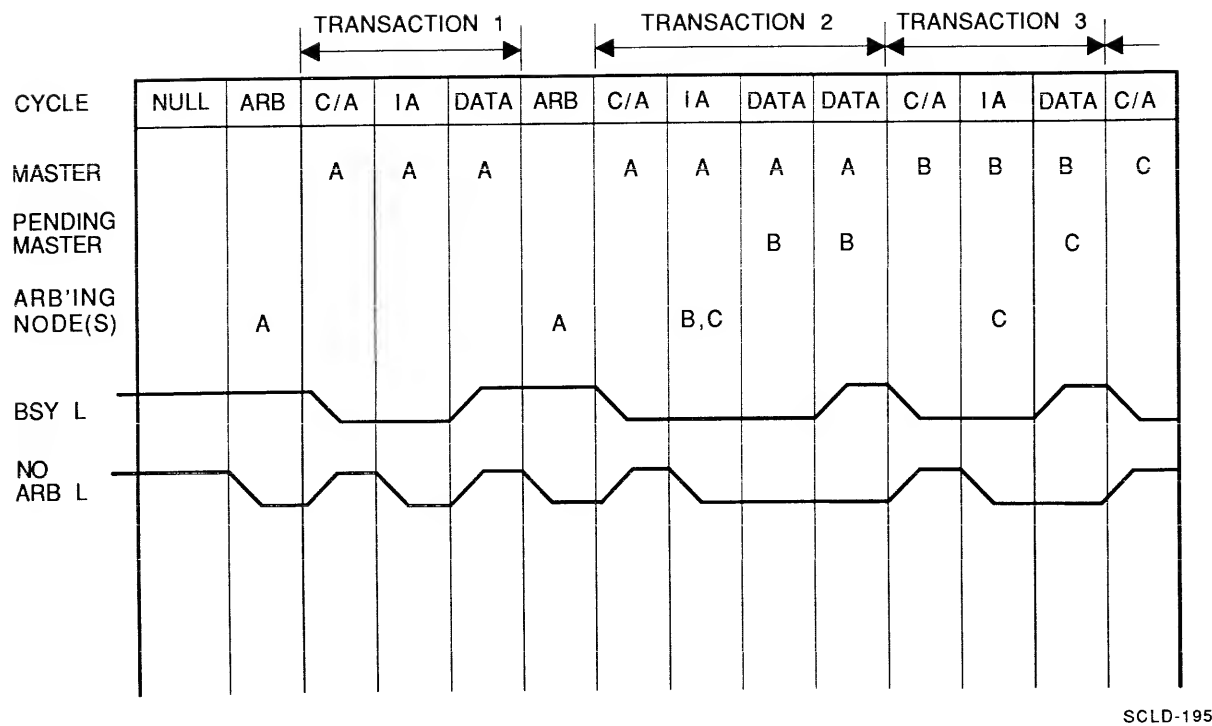 TRANSACTION 1 TRANSACTION 2 TRANSACTION 3
CYCLE NULL ARB C/A IA DATA ARB C/A IA DATA DATA C/A IA DATA C/A
MASTER A A A A A A A B B B C
PENDING
MASTER B B C
ARB'ING
NODE(S) A A B,C C
BSY L
NO
ARB L
SCLD-195